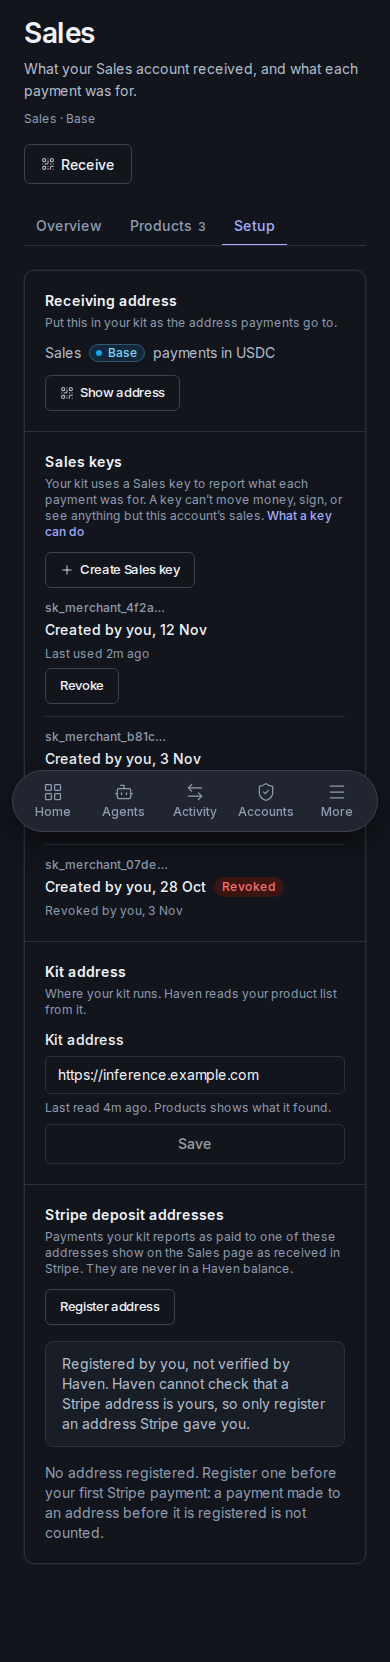 Sales
What your Sales account received, and what each
payment was for.
Sales · Base
Receive
Overview
Products 3
Setup
Receiving address
Put this in your kit as the address payments go to.
Sales Base payments in USDC
Show address
Sales keys
Your kit uses a Sales key to report what each
payment was for. A key can’t move money, sign, or
see anything but this account’s sales. What a key
can do
Create Sales key
sk_merchant_4f2a…
Created by you, 12 Nov
Last used 2m ago
Revoke
sk_merchant_b81c…
Created by you, 3 Nov
Home
Agents
Activity
Accounts
More
sk_merchant_07de…
Created by you, 28 Oct Revoked
Revoked by you, 3 Nov
Kit address
Where your kit runs. Haven reads your product list
from it.
Kit address
https://inference.example.com
Last read 4m ago. Products shows what it found.
Save
Stripe deposit addresses
Payments your kit reports as paid to one of these
addresses show on the Sales page as received in
Stripe. They are never in a Haven balance.
Register address
Registered by you, not verified by
Haven. Haven cannot check that a
Stripe address is yours, so only register
an address Stripe gave you.
No address registered. Register one before
your first Stripe payment: a payment made to
an address before it is registered is not
counted.